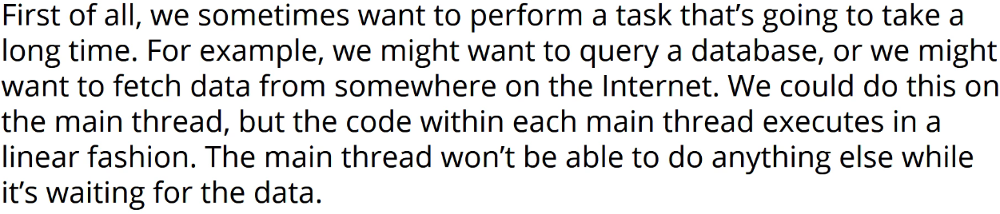 First of all, we sometimes want to perform a task that’s going to take a
long time. For example, we might want to query a database, or we might
want to fetch data from somewhere on the Internet. We could do this on
the main thread, but the code within each main thread executes in a
linear fashion. The main thread won’t be able to do anything else while
it’s waiting for the data.